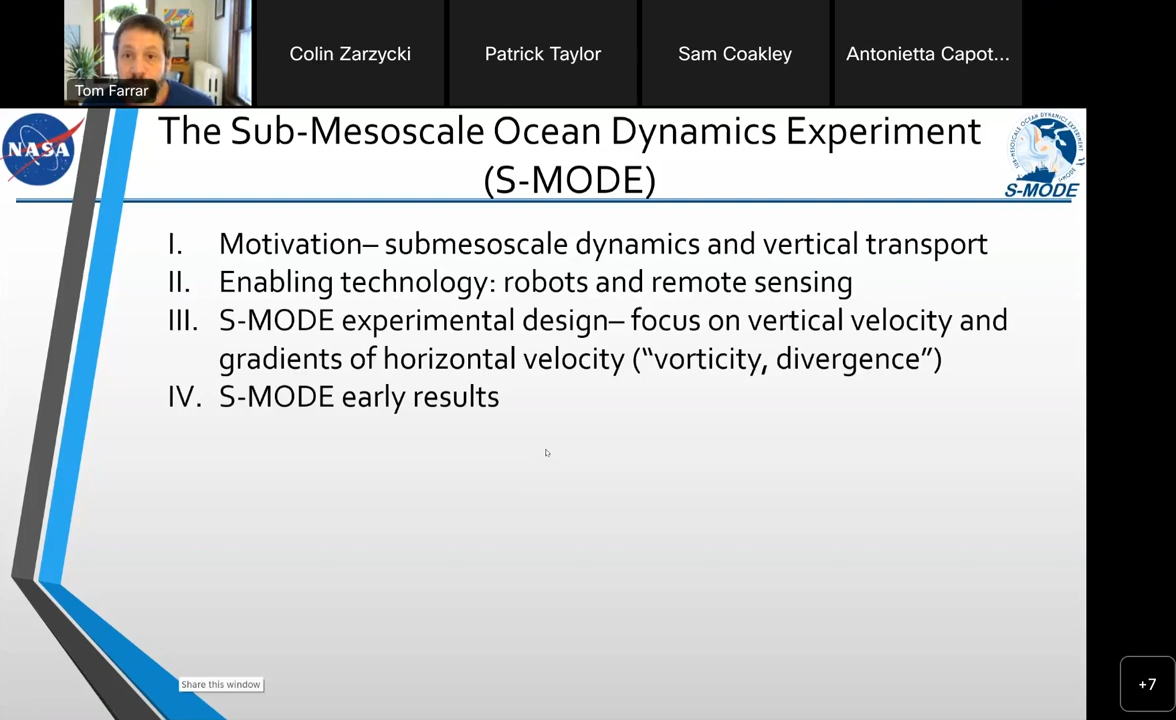 Tom Farrar
Colin Zarzycki
Patrick Taylor
Sam Coakley
Antonietta Capot...
NASA
The Sub-Mesoscale Ocean Dynamics Experiment
(S-MODE)
S-MODE
I. Motivation– submesoscale dynamics and vertical transport
II. Enabling technology: robots and remote sensing
III. S-MODE experimental design– focus on vertical velocity and
gradients of horizontal velocity (“vorticity, divergence”)
IV. S-MODE early results
Share this window
+7